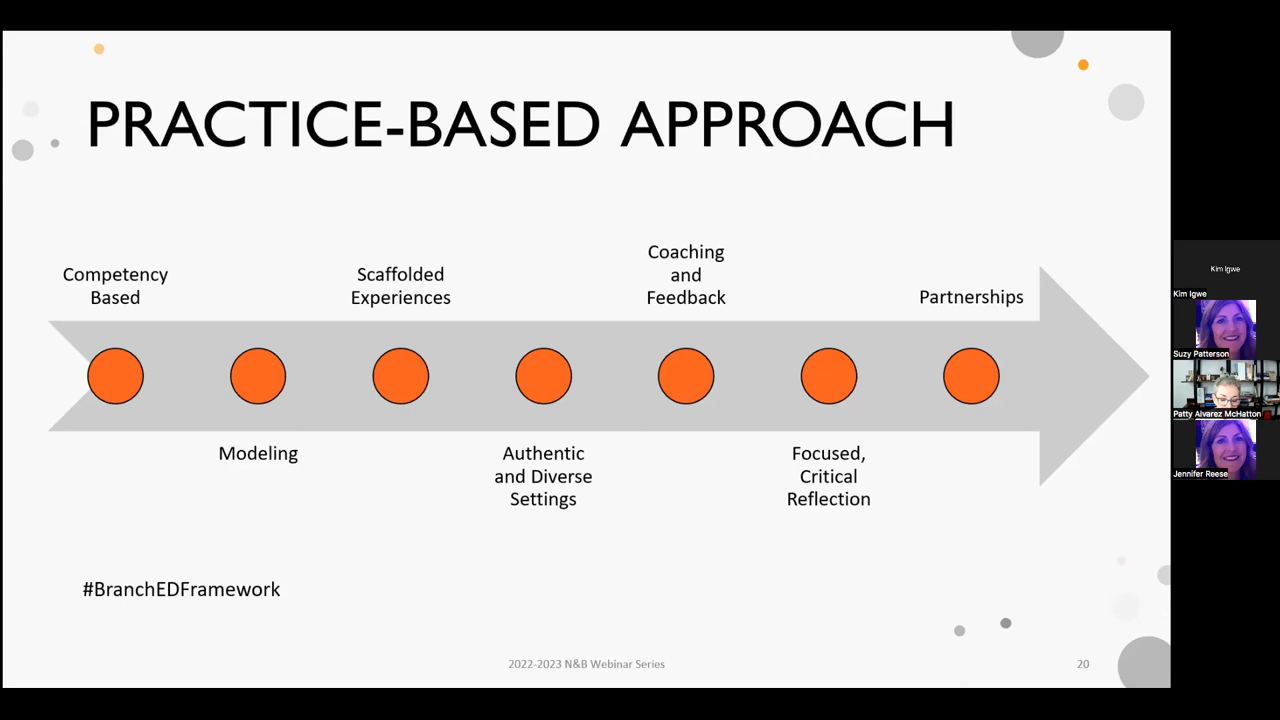 PRACTICE-BASED APPROACH
Competency
Based
Modeling
Scaffolded
Experiences
Authentic
and Diverse
Settings
Coaching
and
Feedback
Focused,
Critical
Reflection
Partnerships
#BranchEDFramework
2022-2023 N&B Webinar Series
20
Kim Igwe
Kim Igwe
Suzy Patterson
Patty Alvarez McHatton
Jennifer Reese